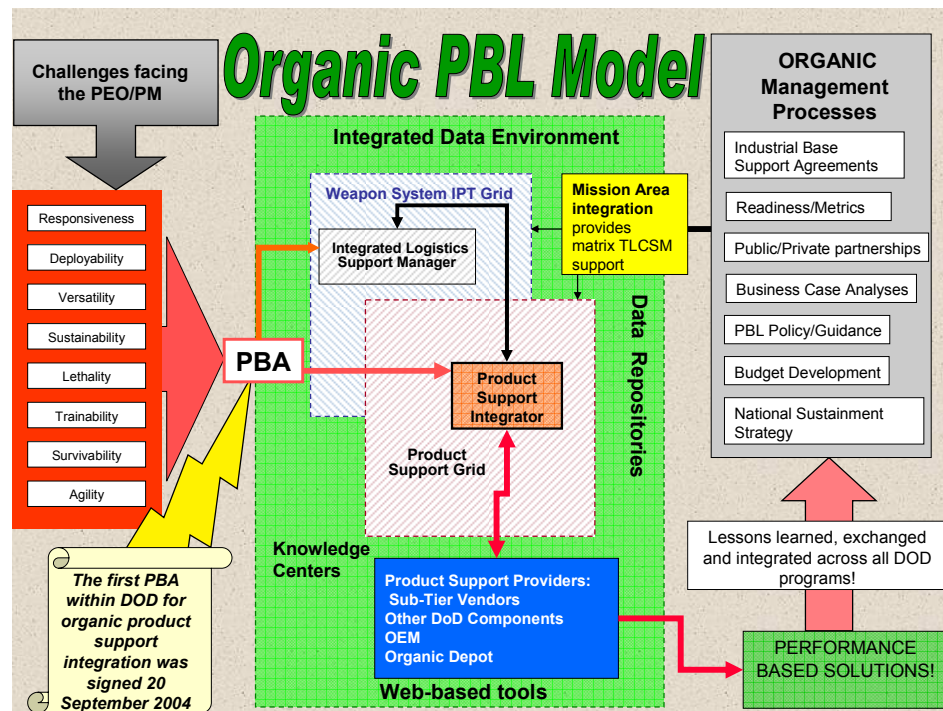 Organic PBL Model
Challenges facing
the PEO/PM
Responsiveness
Deployability
Versatility
Sustainability
Lethality
Trainability
Survivability
Agility
PBA
The first PBA
within DOD for
organic product
support
integration was
signed 20
September 2004
Integrated Data Environment
Weapon System IPT Grid
Integrated Logistics
Support Manager
Mission Area
integration
provides
matrix TLCSM
support
Data Repositories
Product
Support
Integrator
Product
Support Grid
Knowledge
Centers
Product Support Providers:
Sub-Tier Vendors
Other DoD Components
OEM
Organic Depot
Web-based tools
ORGANIC
Management
Processes
Industrial Base
Support Agreements
Readiness/Metrics
Public/Private partnerships
Business Case Analyses
PBL Policy/Guidance
Budget Development
National Sustainment
Strategy
Lessons learned, exchanged
and integrated across all DOD
programs!
PERFORMANCE
BASED SOLUTIONS!